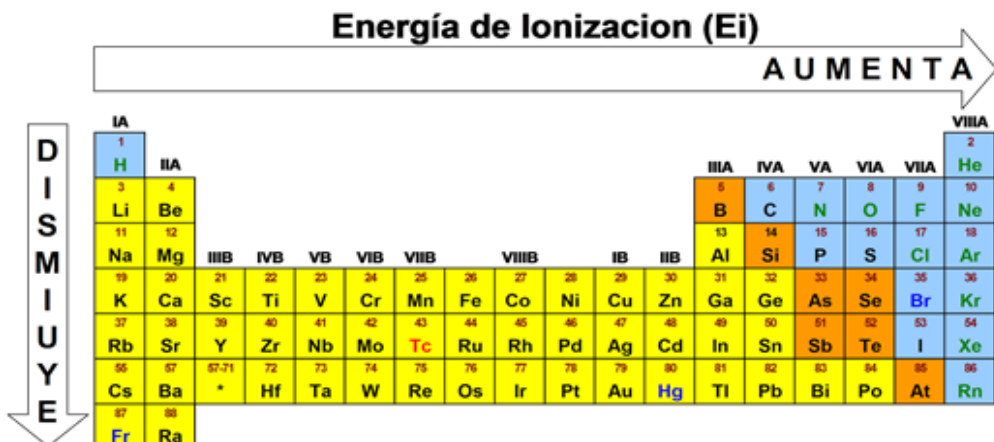 Energía de Ionizacion (Ei)
A U M E N T A
D I S M I U Y E
IA VIIIA
1 2
H IIA IIIA IVA VA VIA VIIA He
3 4 5 6 7 8 9 10
Li Be B C N O F Ne
11 12 13 14 15 16 17 18
Na Mg IIIB IVB VB VIB VIIB VIIIB IB IIB Al Si P S Cl Ar
19 20 21 22 23 24 25 26 27 28 29 30 31 32 33 34 35 36
K Ca Sc Ti V Cr Mn Fe Co Ni Cu Zn Ga Ge As Se Br Kr
37 38 39 40 41 42 43 44 45 46 47 48 49 50 51 52 53 54
Rb Sr Y Zr Nb Mo Tc Ru Rh Pd Ag Cd In Sn Sb Te I Xe
55 57 57-71 72 73 74 75 76 77 78 79 80 81 82 83 84 85 86
Cs Ba * Hf Ta W Re Os Ir Pt Au Hg Tl Pb Bi Po At Rn
87 88
Fr Ra